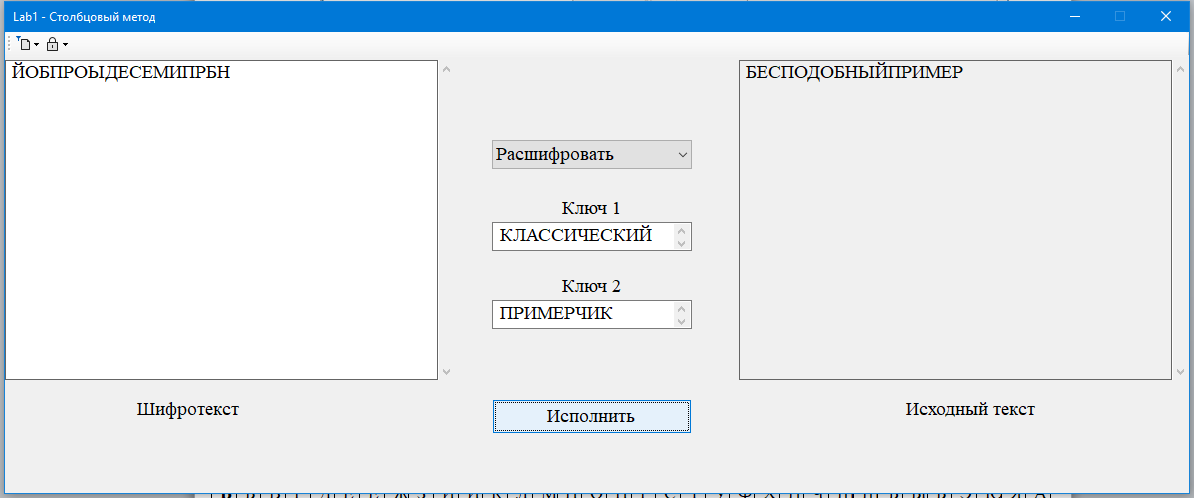 Lab1 - Столбцовый метод
ЙОБПРОЫДЕСЕМИПРБН
БЕСПОДОБНЫЙПРИМЕР
Расшифровать
Ключ 1
КЛАССИЧЕСКИЙ
Ключ 2
ПРИМЕРЧИК
Шифротекст
Исполнить
Исходный текст